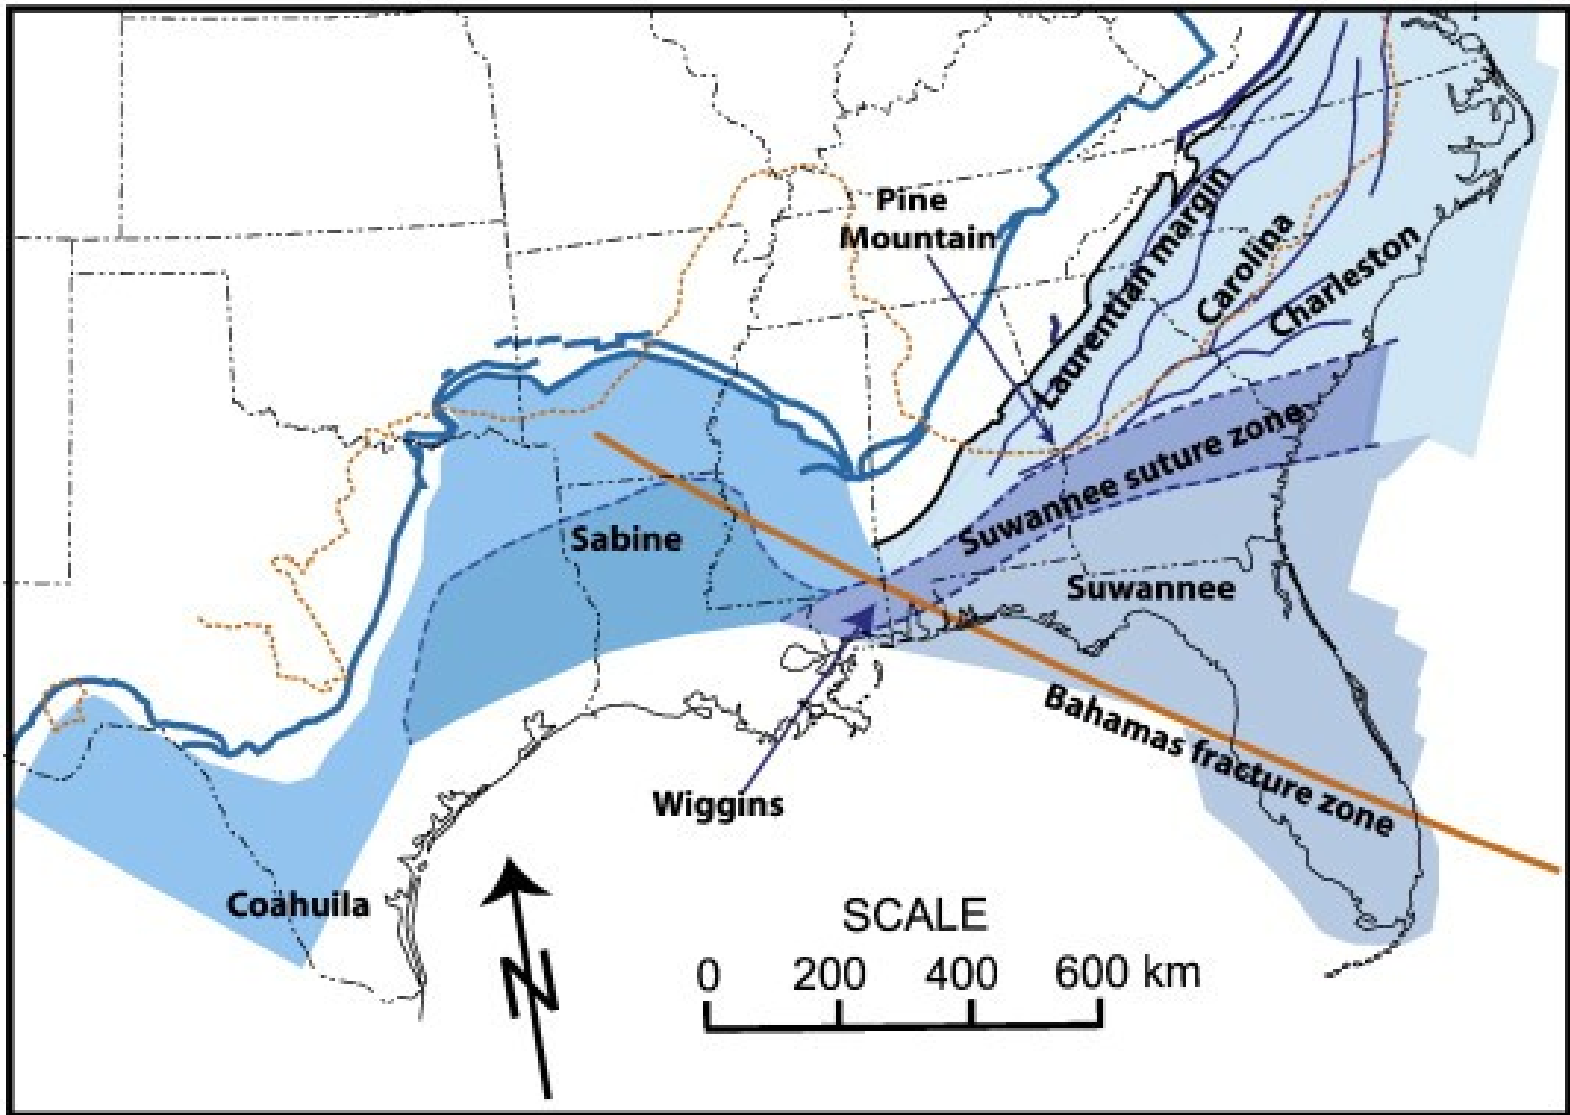 Pine
Mountain
Laurentian margin
Carolina
Charleston
Suwannee suture zone
Sabine
Suwannee
Bahamas fracture zone
Wiggins
Coahuila
N
SCALE
0 200 400 600 km